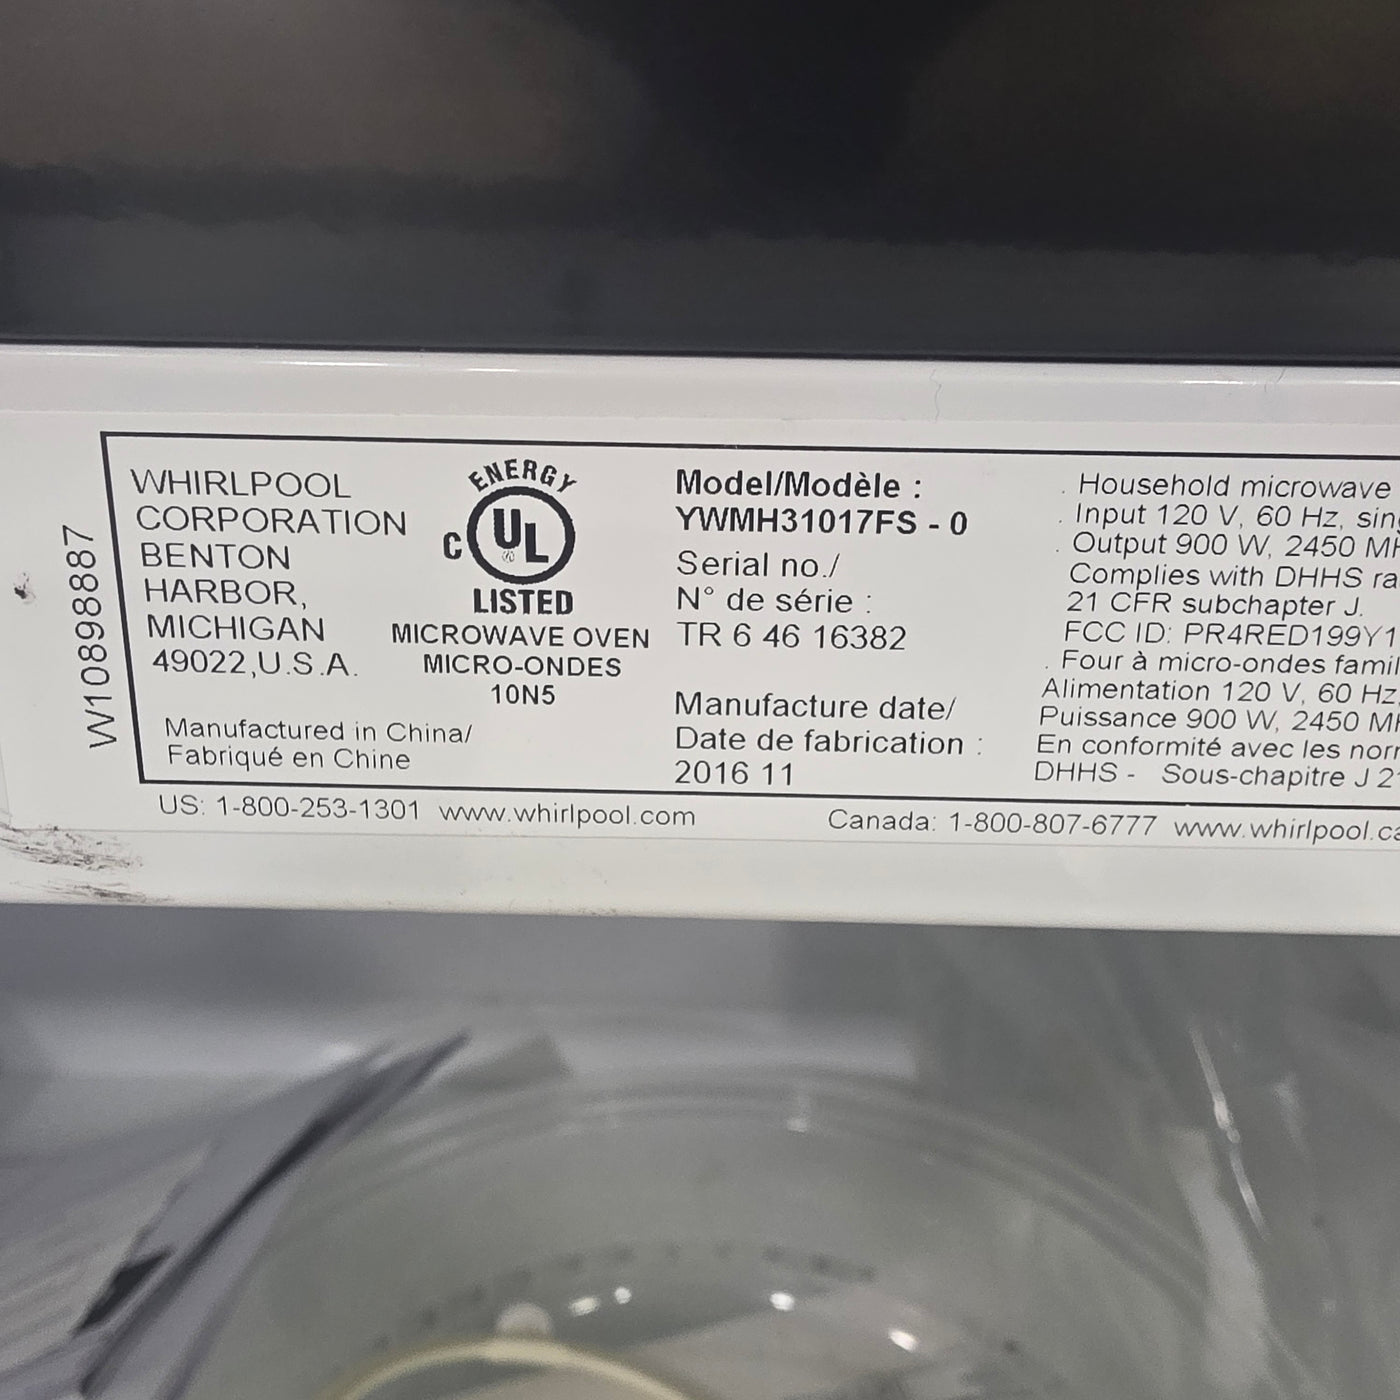 W10898887
WHIRLPOOL
CORPORATION
BENTON
HARBOR,
MICHIGAN
49022,U.S.A.
Manufactured in China/
Fabriqué en Chine
ENERGY
C UL ®
LISTED
MICROWAVE OVEN
MICRO-ONDES
10N5
Model/Modèle :
YWMH31017FS - 0
Serial no./
N° de série :
TR 6 46 16382
Manufacture date/
Date de fabrication :
2016 11
. Household microwave
. Input 120 V, 60 Hz,
. Output 900 W, 2450
Complies with DHHS
21 CFR subchapter J.
FCC ID: PR4RED199Y1
. Four à micro-ondes
Alimentation 120 V, 60 Hz,
Puissance 900 W, 2450
En conformité avec les
DHHS - Sous-chapitre J
US: 1-800-253-1301 www.whirlpool.com
Canada: 1-800-807-6777 www.whirlpool.ca